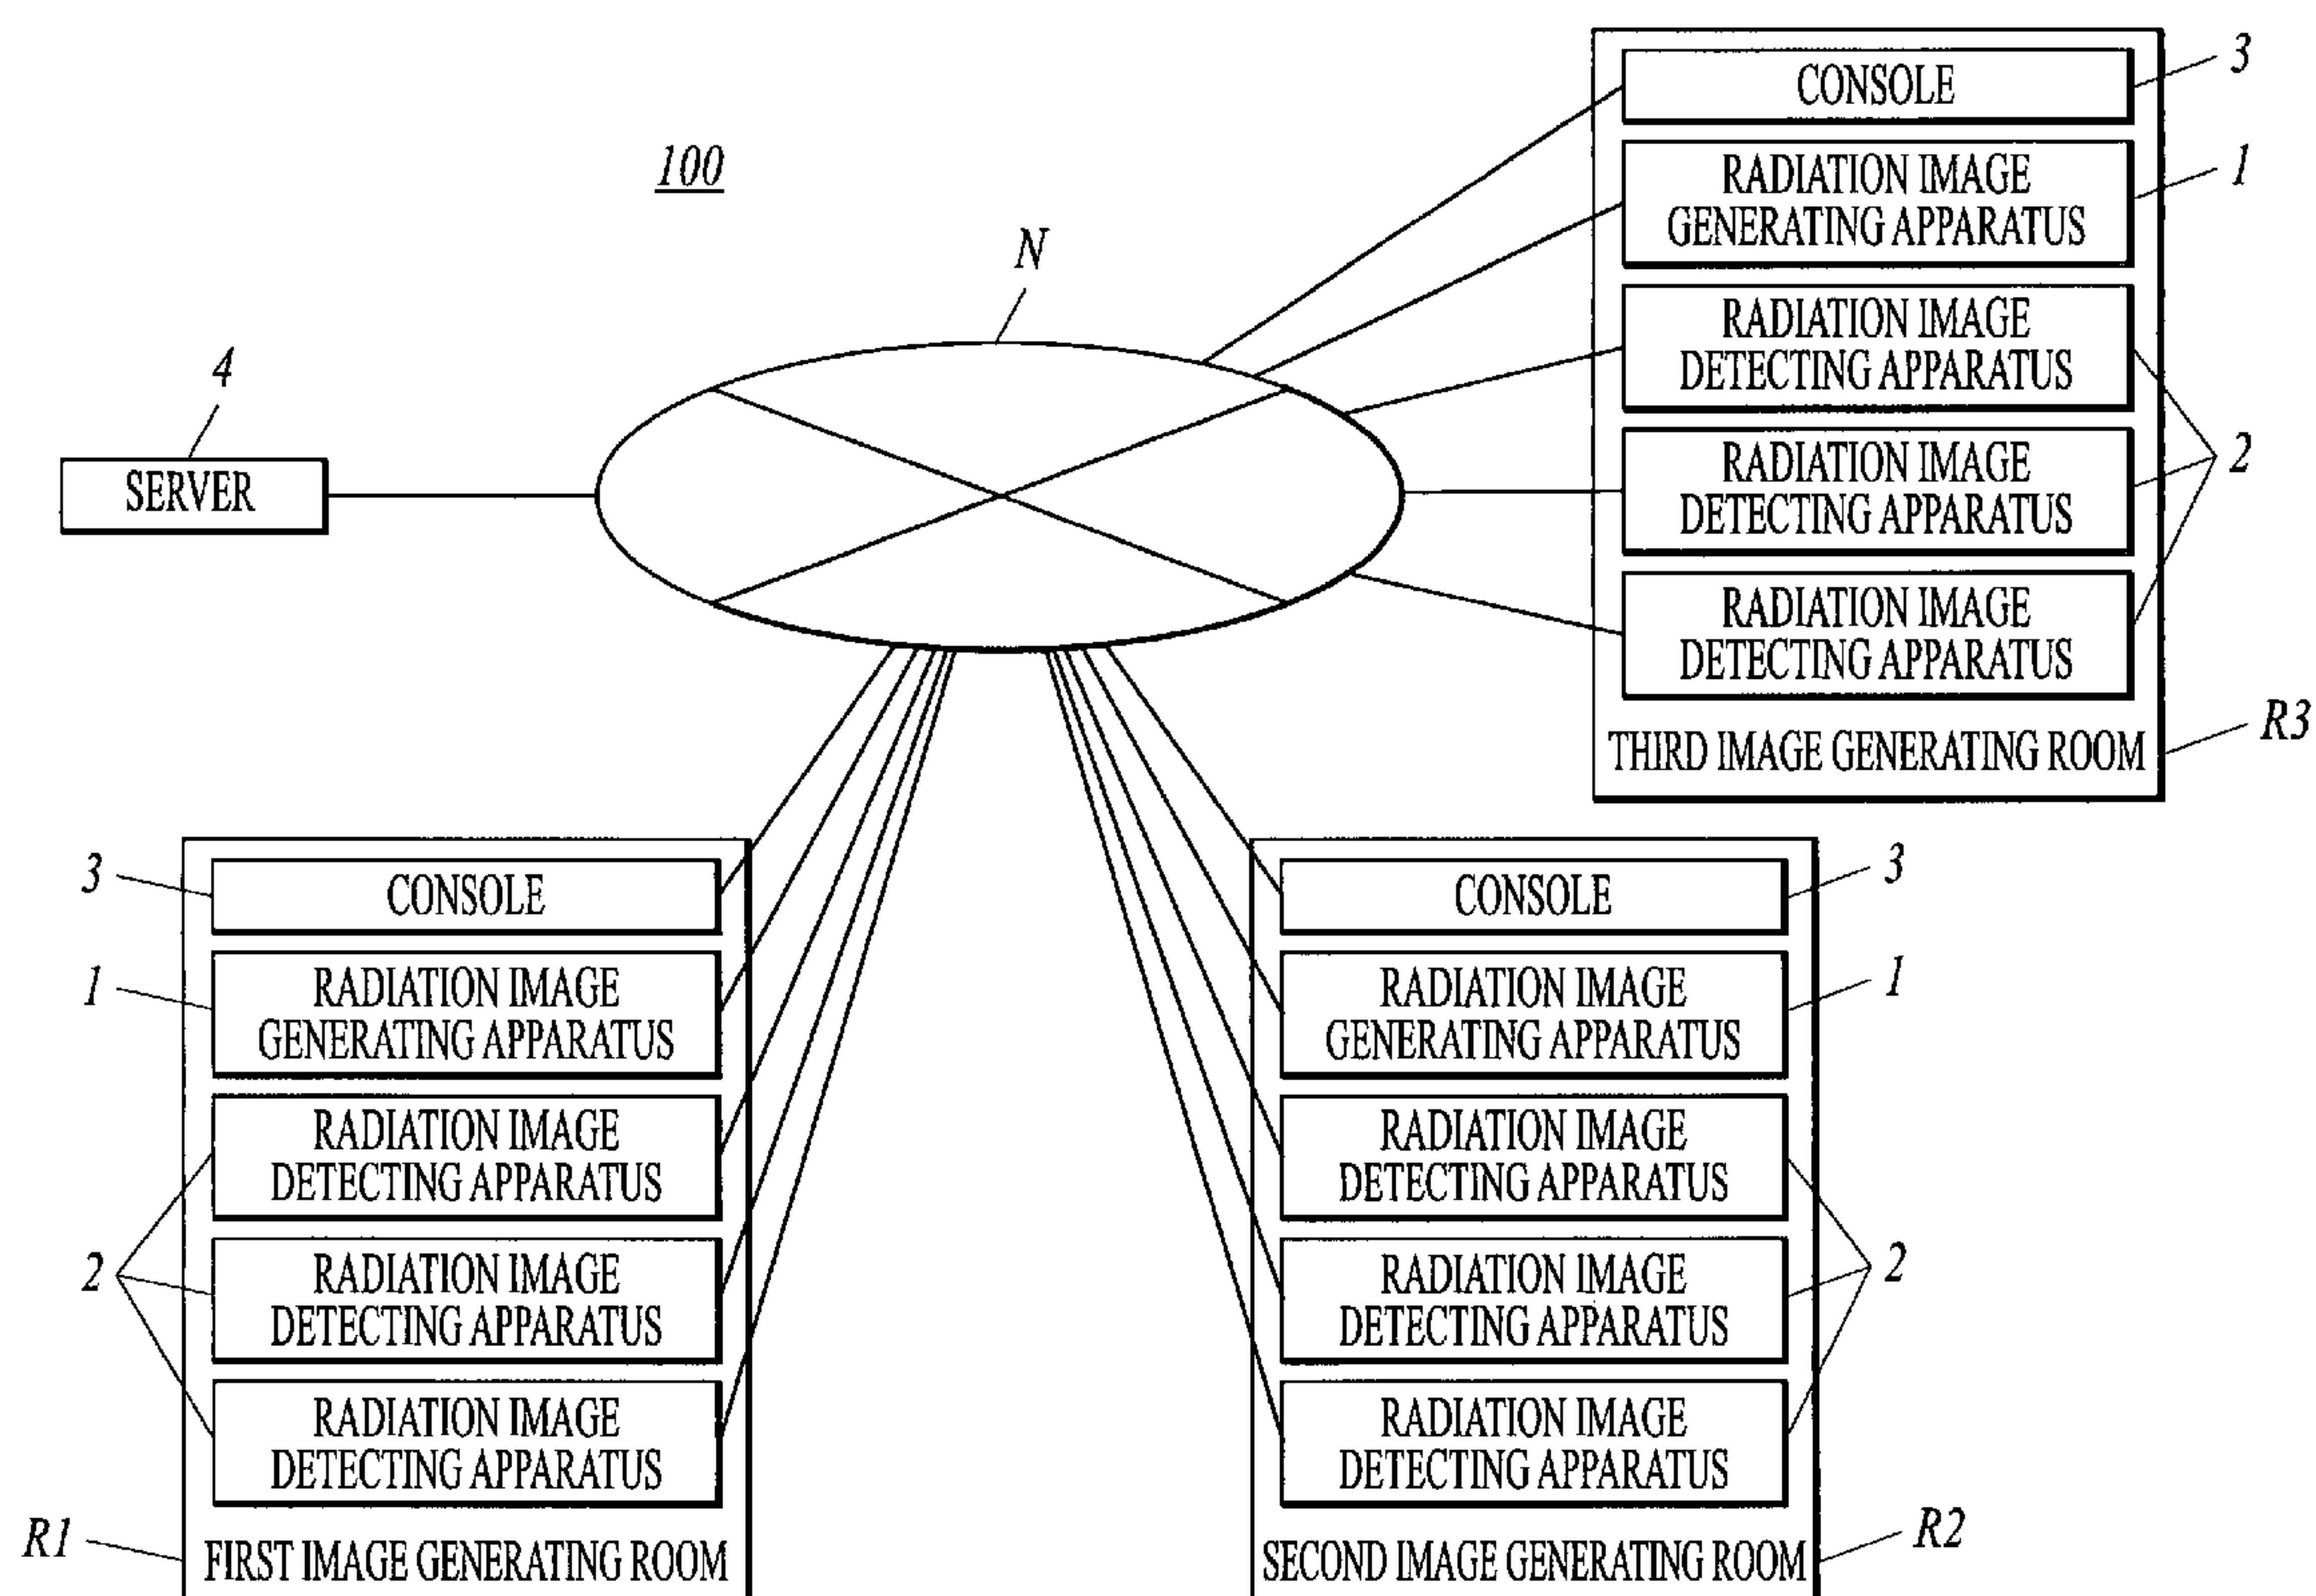 100
N
4
SERVER
CONSOLE
3
RADIATION IMAGE
GENERATING APPARATUS
1
RADIATION IMAGE
DETECTING APPARATUS
RADIATION IMAGE
DETECTING APPARATUS
2
RADIATION IMAGE
DETECTING APPARATUS
THIRD IMAGE GENERATING ROOM
R3
3
CONSOLE
1
RADIATION IMAGE
GENERATING APPARATUS
RADIATION IMAGE
DETECTING APPARATUS
2
RADIATION IMAGE
DETECTING APPARATUS
RADIATION IMAGE
DETECTING APPARATUS
R1
FIRST IMAGE GENERATING ROOM
CONSOLE
3
RADIATION IMAGE
GENERATING APPARATUS
1
RADIATION IMAGE
DETECTING APPARATUS
RADIATION IMAGE
DETECTING APPARATUS
2
RADIATION IMAGE
DETECTING APPARATUS
SECOND IMAGE GENERATING ROOM
R2